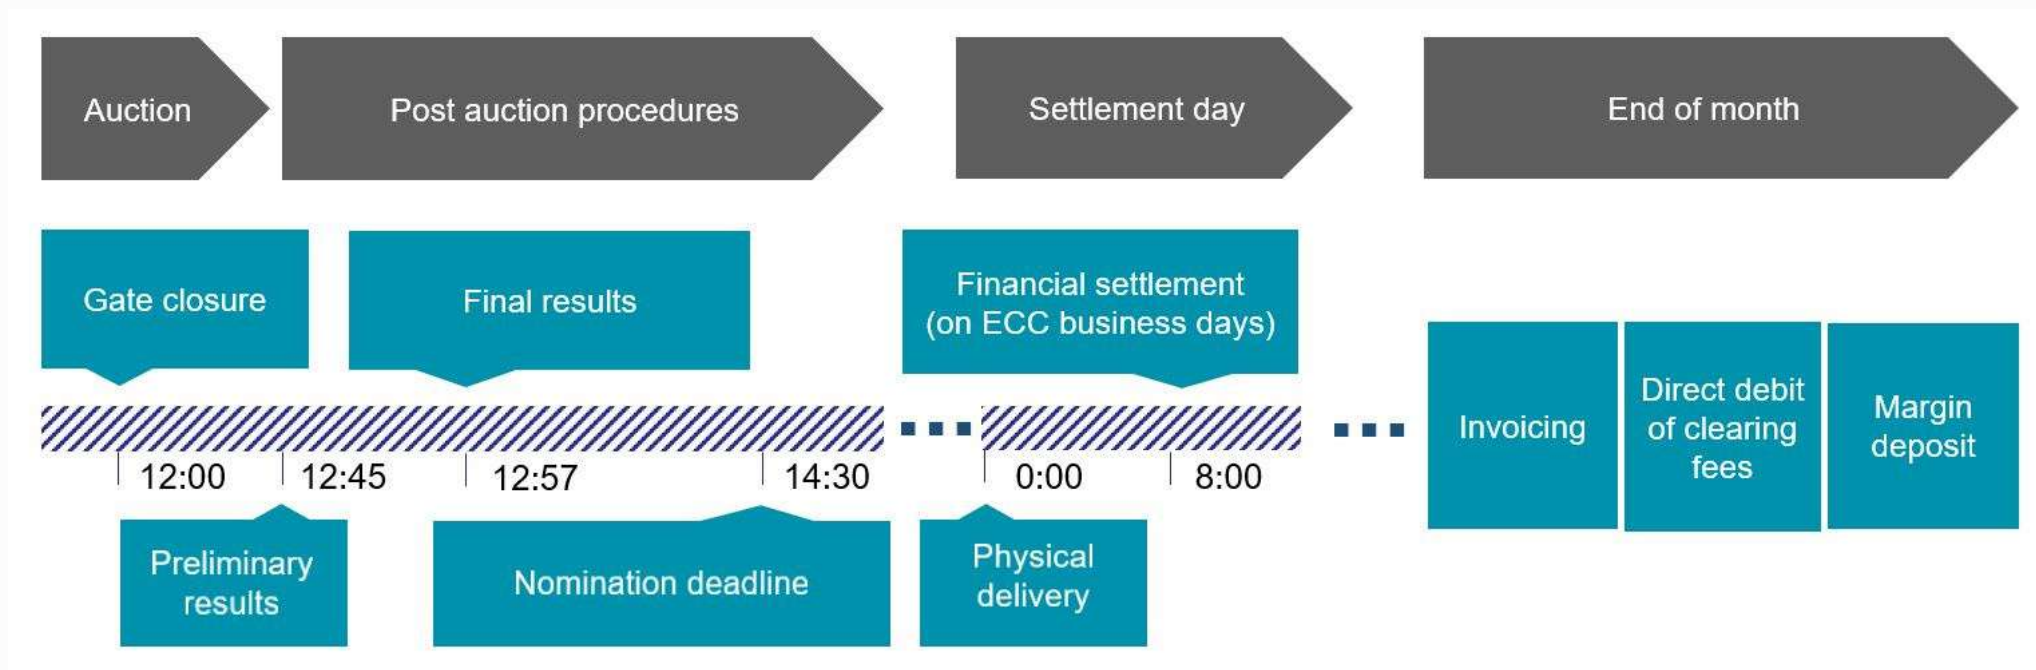 Auction
Post auction procedures
Settlement day
End of month
Gate closure
Final results
Financial settlement
(on ECC business days)
12:00
12:45
12:57
14:30
0:00
8:00
Preliminary
results
Nomination deadline
Physical
delivery
Invoicing
Direct debit
of clearing
fees
Margin
deposit